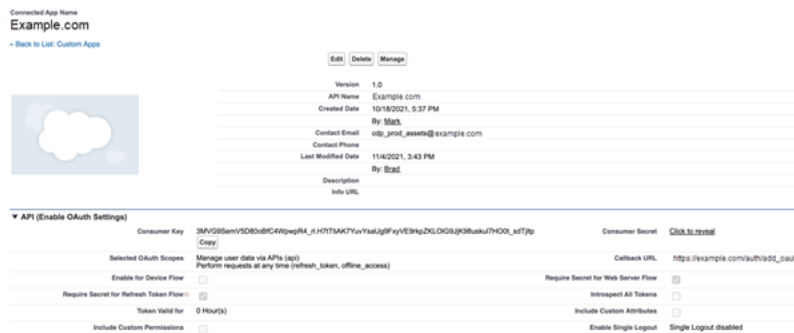 Connected App Name
Example.com
« Back to List: Custom Apps
Edit Delete Manage
Version 1.0
API Name Example.com
Created Date 10/18/2021, 5:37 PM
By: Mark
Contact Email cdp_prod_assets@example.com
Contact Phone
Last Modified Date 11/4/2021, 3:43 PM
By: Brad
Description
Info URL
▼ API (Enable OAuth Settings)
Consumer Key Consumer Secret Click to reveal
Copy
Selected OAuth Scopes Manage user data via APIs (api) Callback URL https://example.com/auth/add_oau
Perform requests at any time (refresh_token, offline_access)
Enable for Device Flow Require Secret for Web Server Flow
Require Secret for Refresh Token Flow Introspect All Tokens
Token Valid for 0 Hour(s) Include Custom Attributes
Include Custom Permissions Enable Single Logout Single Logout disabled